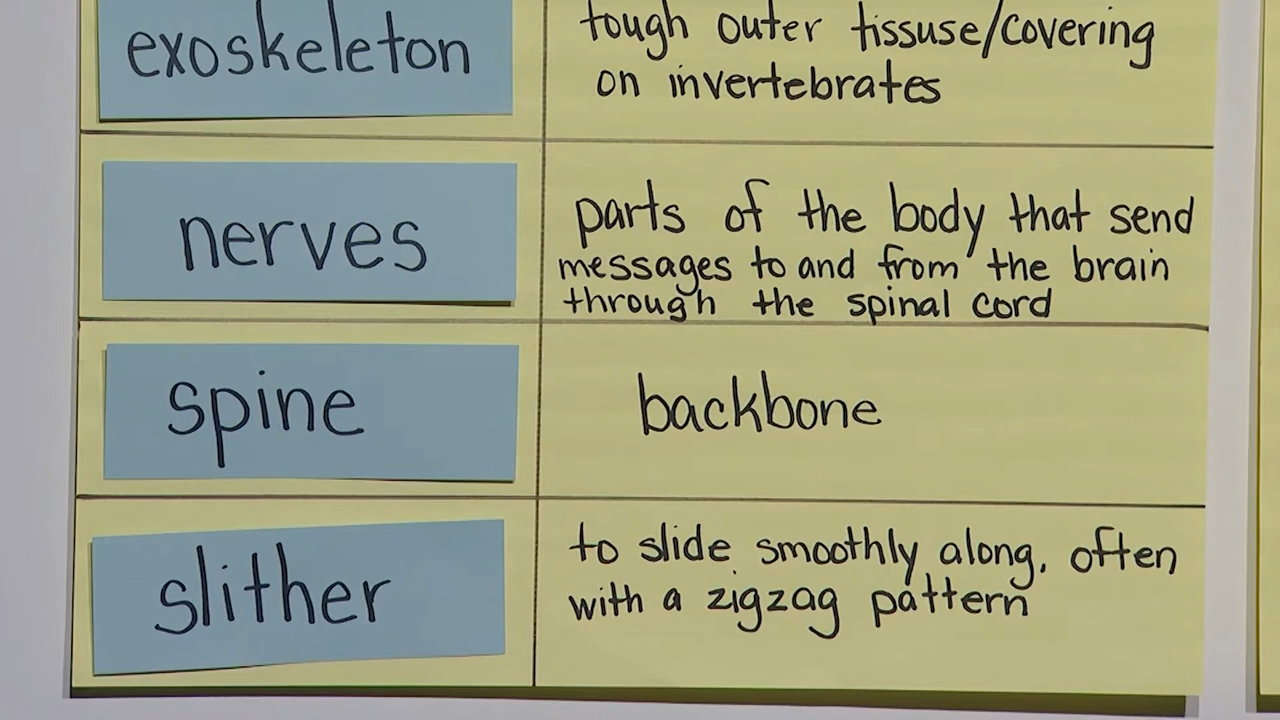 exoskeleton
tough outer tissuse/covering
on invertebrates
nerves
parts of the body that send
messages to and from the brain
through the spinal cord
spine
backbone
slither
to slide smoothly along, often
with a zigzag pattern